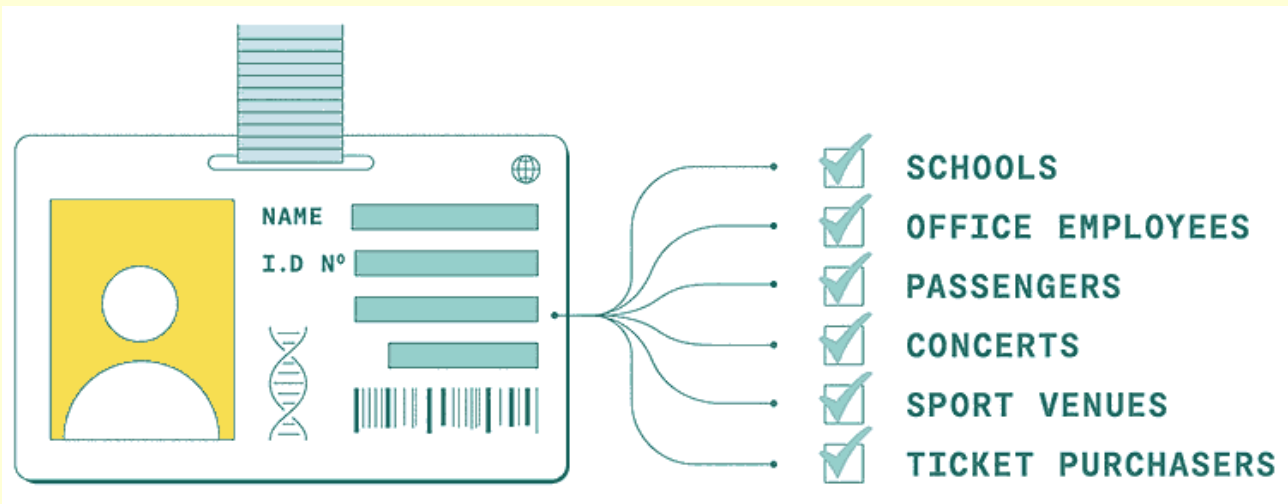 NAME
I.D Nº
SCHOOLS
OFFICE EMPLOYEES
PASSENGERS
CONCERTS
SPORT VENUES
TICKET PURCHASERS